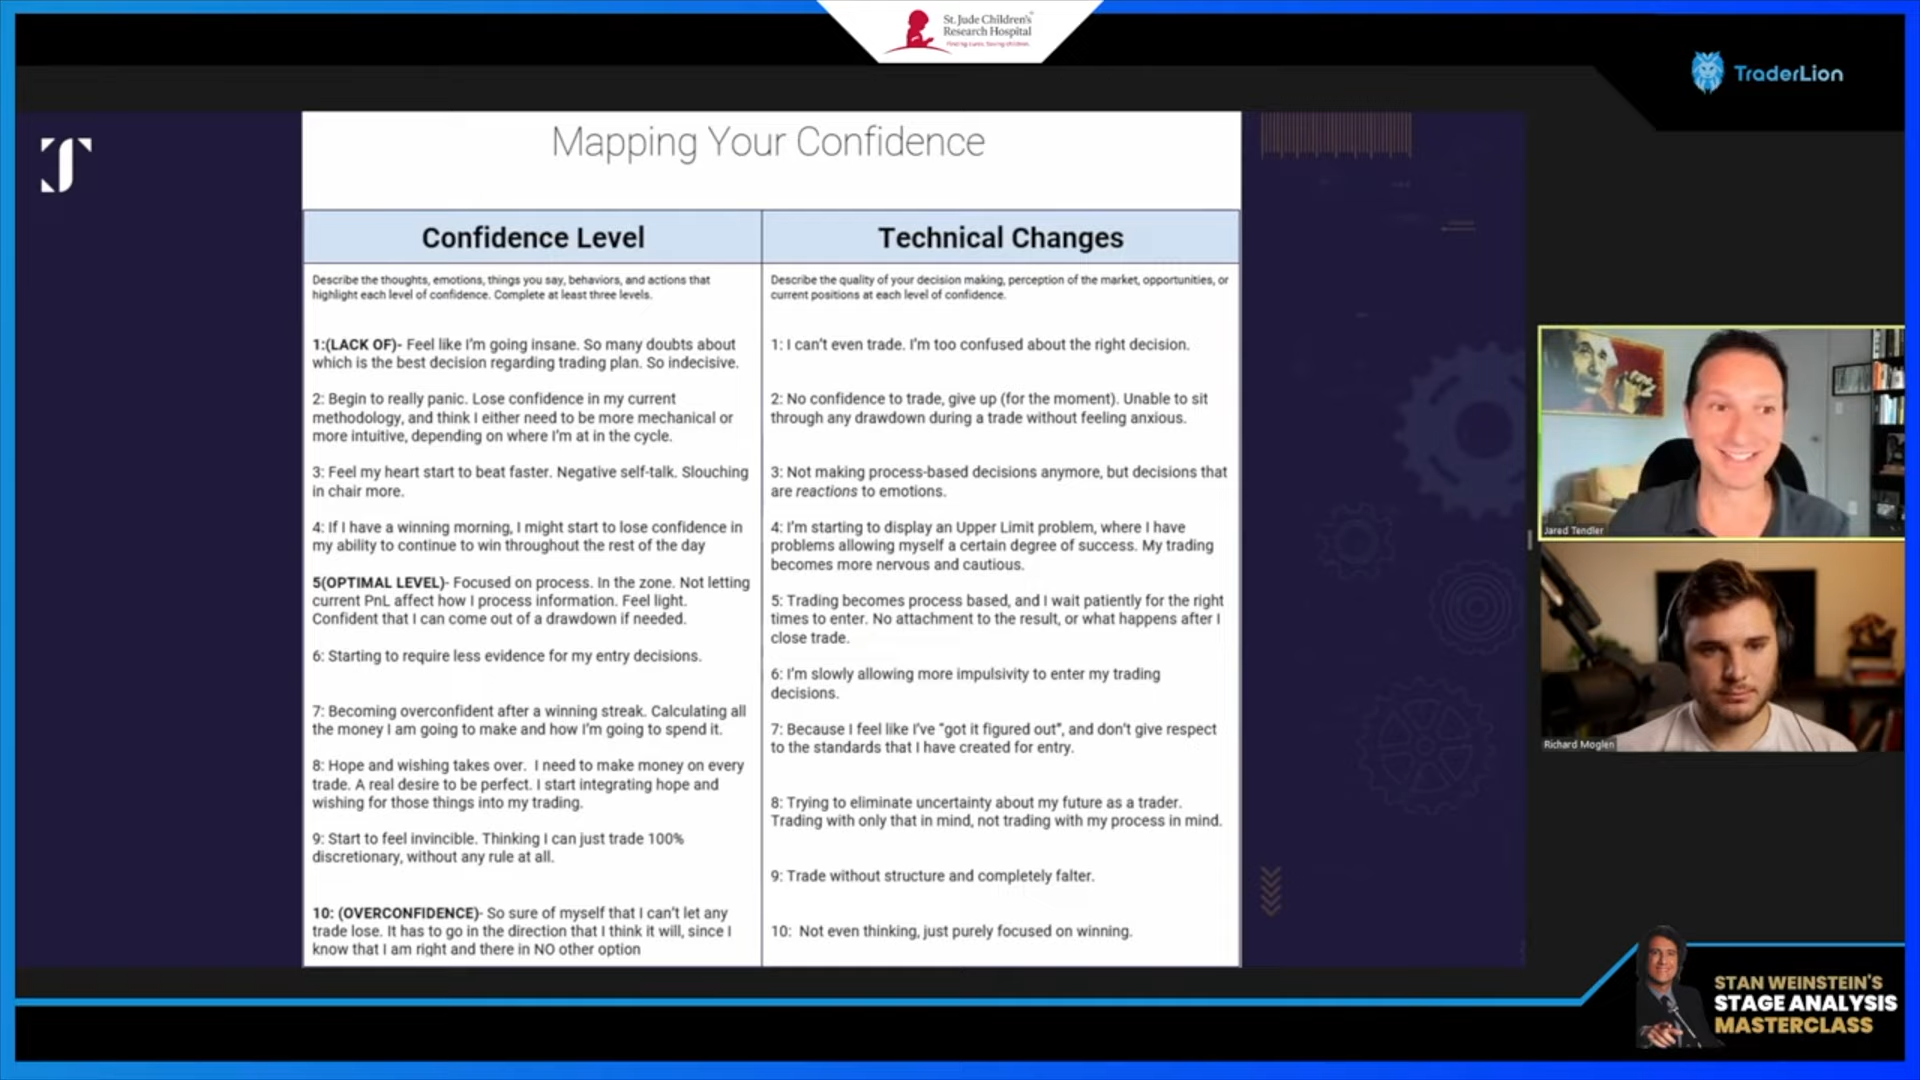 St. Jude Children's
Research Hospital
Finding cures. Saving children.
TraderLion
Mapping Your Confidence
Confidence Level
Describe the thoughts, emotions, things you say, behaviors, and actions that
highlight each level of confidence. Complete at least three levels.
1:(LACK OF)- Feel like I'm going insane. So many doubts about
which is the best decision regarding trading plan. So indecisive.
2: Begin to really panic. Lose confidence in my current
methodology, and think I either need to be more mechanical or
more intuitive, depending on where I'm at in the cycle.
3: Feel my heart start to beat faster. Negative self-talk. Slouching
in chair more.
4: If I have a winning morning, I might start to lose confidence in
my ability to continue to win throughout the rest of the day
5(OPTIMAL LEVEL)- Focused on process. In the zone. Not letting
current PnL affect how I process information. Feel light.
Confident that I can come out of a drawdown if needed.
6: Starting to require less evidence for my entry decisions.
7: Becoming overconfident after a winning streak. Calculating all
the money I am going to make and how I'm going to spend it.
8: Hope and wishing takes over. I need to make money on every
trade. A real desire to be perfect. I start integrating hope and
wishing for those things into my trading.
9: Start to feel invincible. Thinking I can just trade 100%
discretionary, without any rule at all.
10: (OVERCONFIDENCE)- So sure of myself that I can't let any
trade lose. It has to go in the direction that I think it will, since I
know that I am right and there in NO other option
Technical Changes
Describe the quality of your decision making, perception of the market, opportunities, or
current positions at each level of confidence.
1: I can't even trade. I'm too confused about the right decision.
2: No confidence to trade, give up (for the moment). Unable to sit
through any drawdown during a trade without feeling anxious.
3: Not making process-based decisions anymore, but decisions that
are reactions to emotions.
4: I'm starting to display an Upper Limit problem, where I have
problems allowing myself a certain degree of success. My trading
becomes more nervous and cautious.
5: Trading becomes process based, and I wait patiently for the right
times to enter. No attachment to the result, or what happens after I
close trade.
6: I'm slowly allowing more impulsivity to enter my trading
decisions.
7: Because I feel like I've "got it figured out", and don't give respect
to the standards that I have created for entry.
8: Trying to eliminate uncertainty about my future as a trader.
Trading with only that in mind, not trading with my process in mind.
9: Trade without structure and completely falter.
10: Not even thinking, just purely focused on winning.
Jared Tendler
Richard Moglen
STAN WEINSTEIN'S
STAGE ANALYSIS
MASTERCLASS